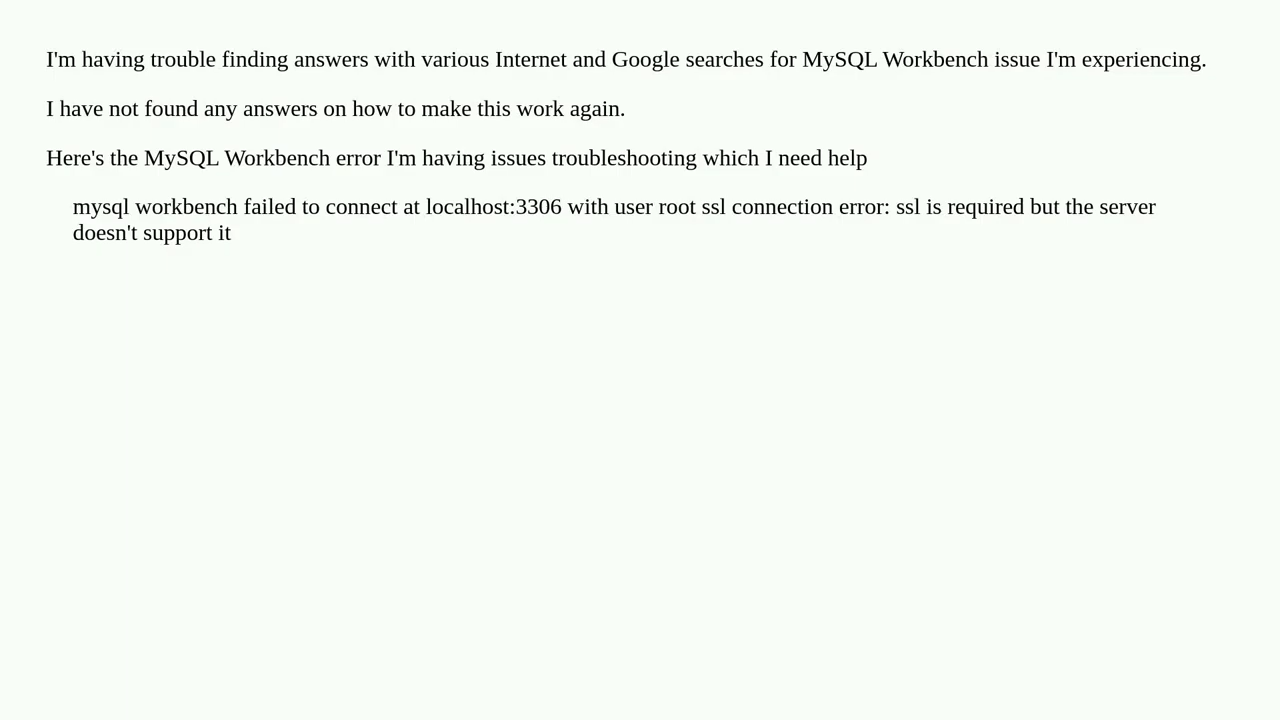 I'm having trouble finding answers with various Internet and Google searches for MySQL Workbench issue I'm experiencing.
I have not found any answers on how to make this work again.
Here's the MySQL Workbench error I'm having issues troubleshooting which I need help
mysql workbench failed to connect at localhost:3306 with user root ssl connection error: ssl is required but the server
doesn't support it